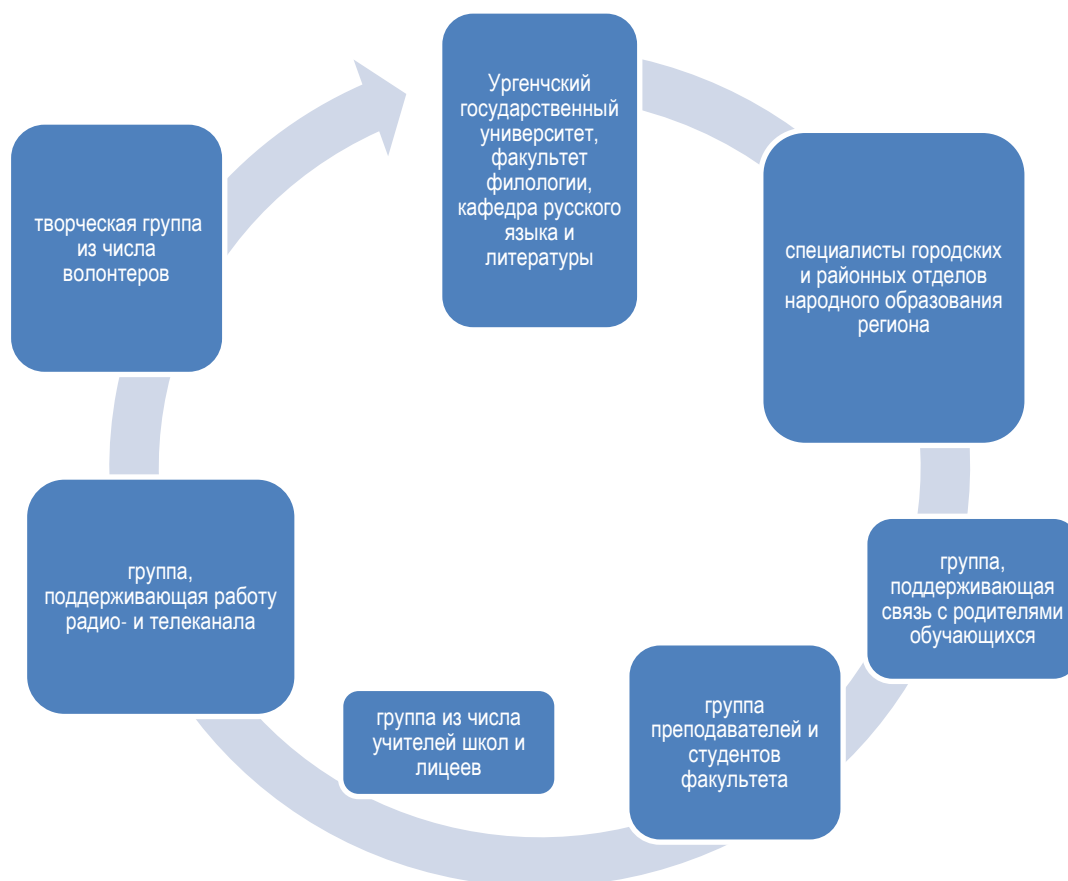 Ургенчский
государственный
университет,
факультет
филологии,
кафедра русского
языка и
литературы
специалисты городских
и районных отделов
народного образования
региона
группа,
поддерживающая
связь с родителями
обучающихся
группа
преподавателей и
студентов
факультета
группа из числа
учителей школ и
лицеев
группа,
поддерживающая работу
радио- и телеканала
творческая группа
из числа
волонтеров